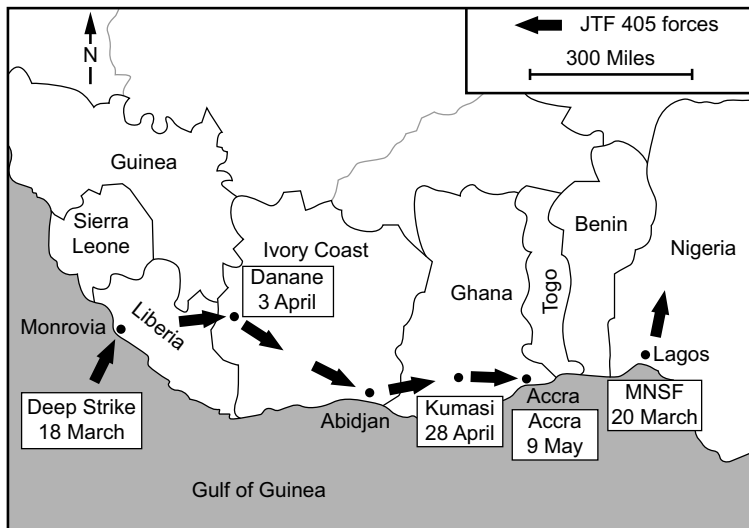 N
JTF 405 forces
300 Miles
Guinea
Sierra
Leone
Ivory Coast
Benin
Nigeria
Danane
3 April
Ghana
Togo
Liberia
Monrovia
Lagos
Deep Strike
18 March
Abidjan
Kumasi
28 April
Accra
Accra
9 May
MNSF
20 March
Gulf of Guinea